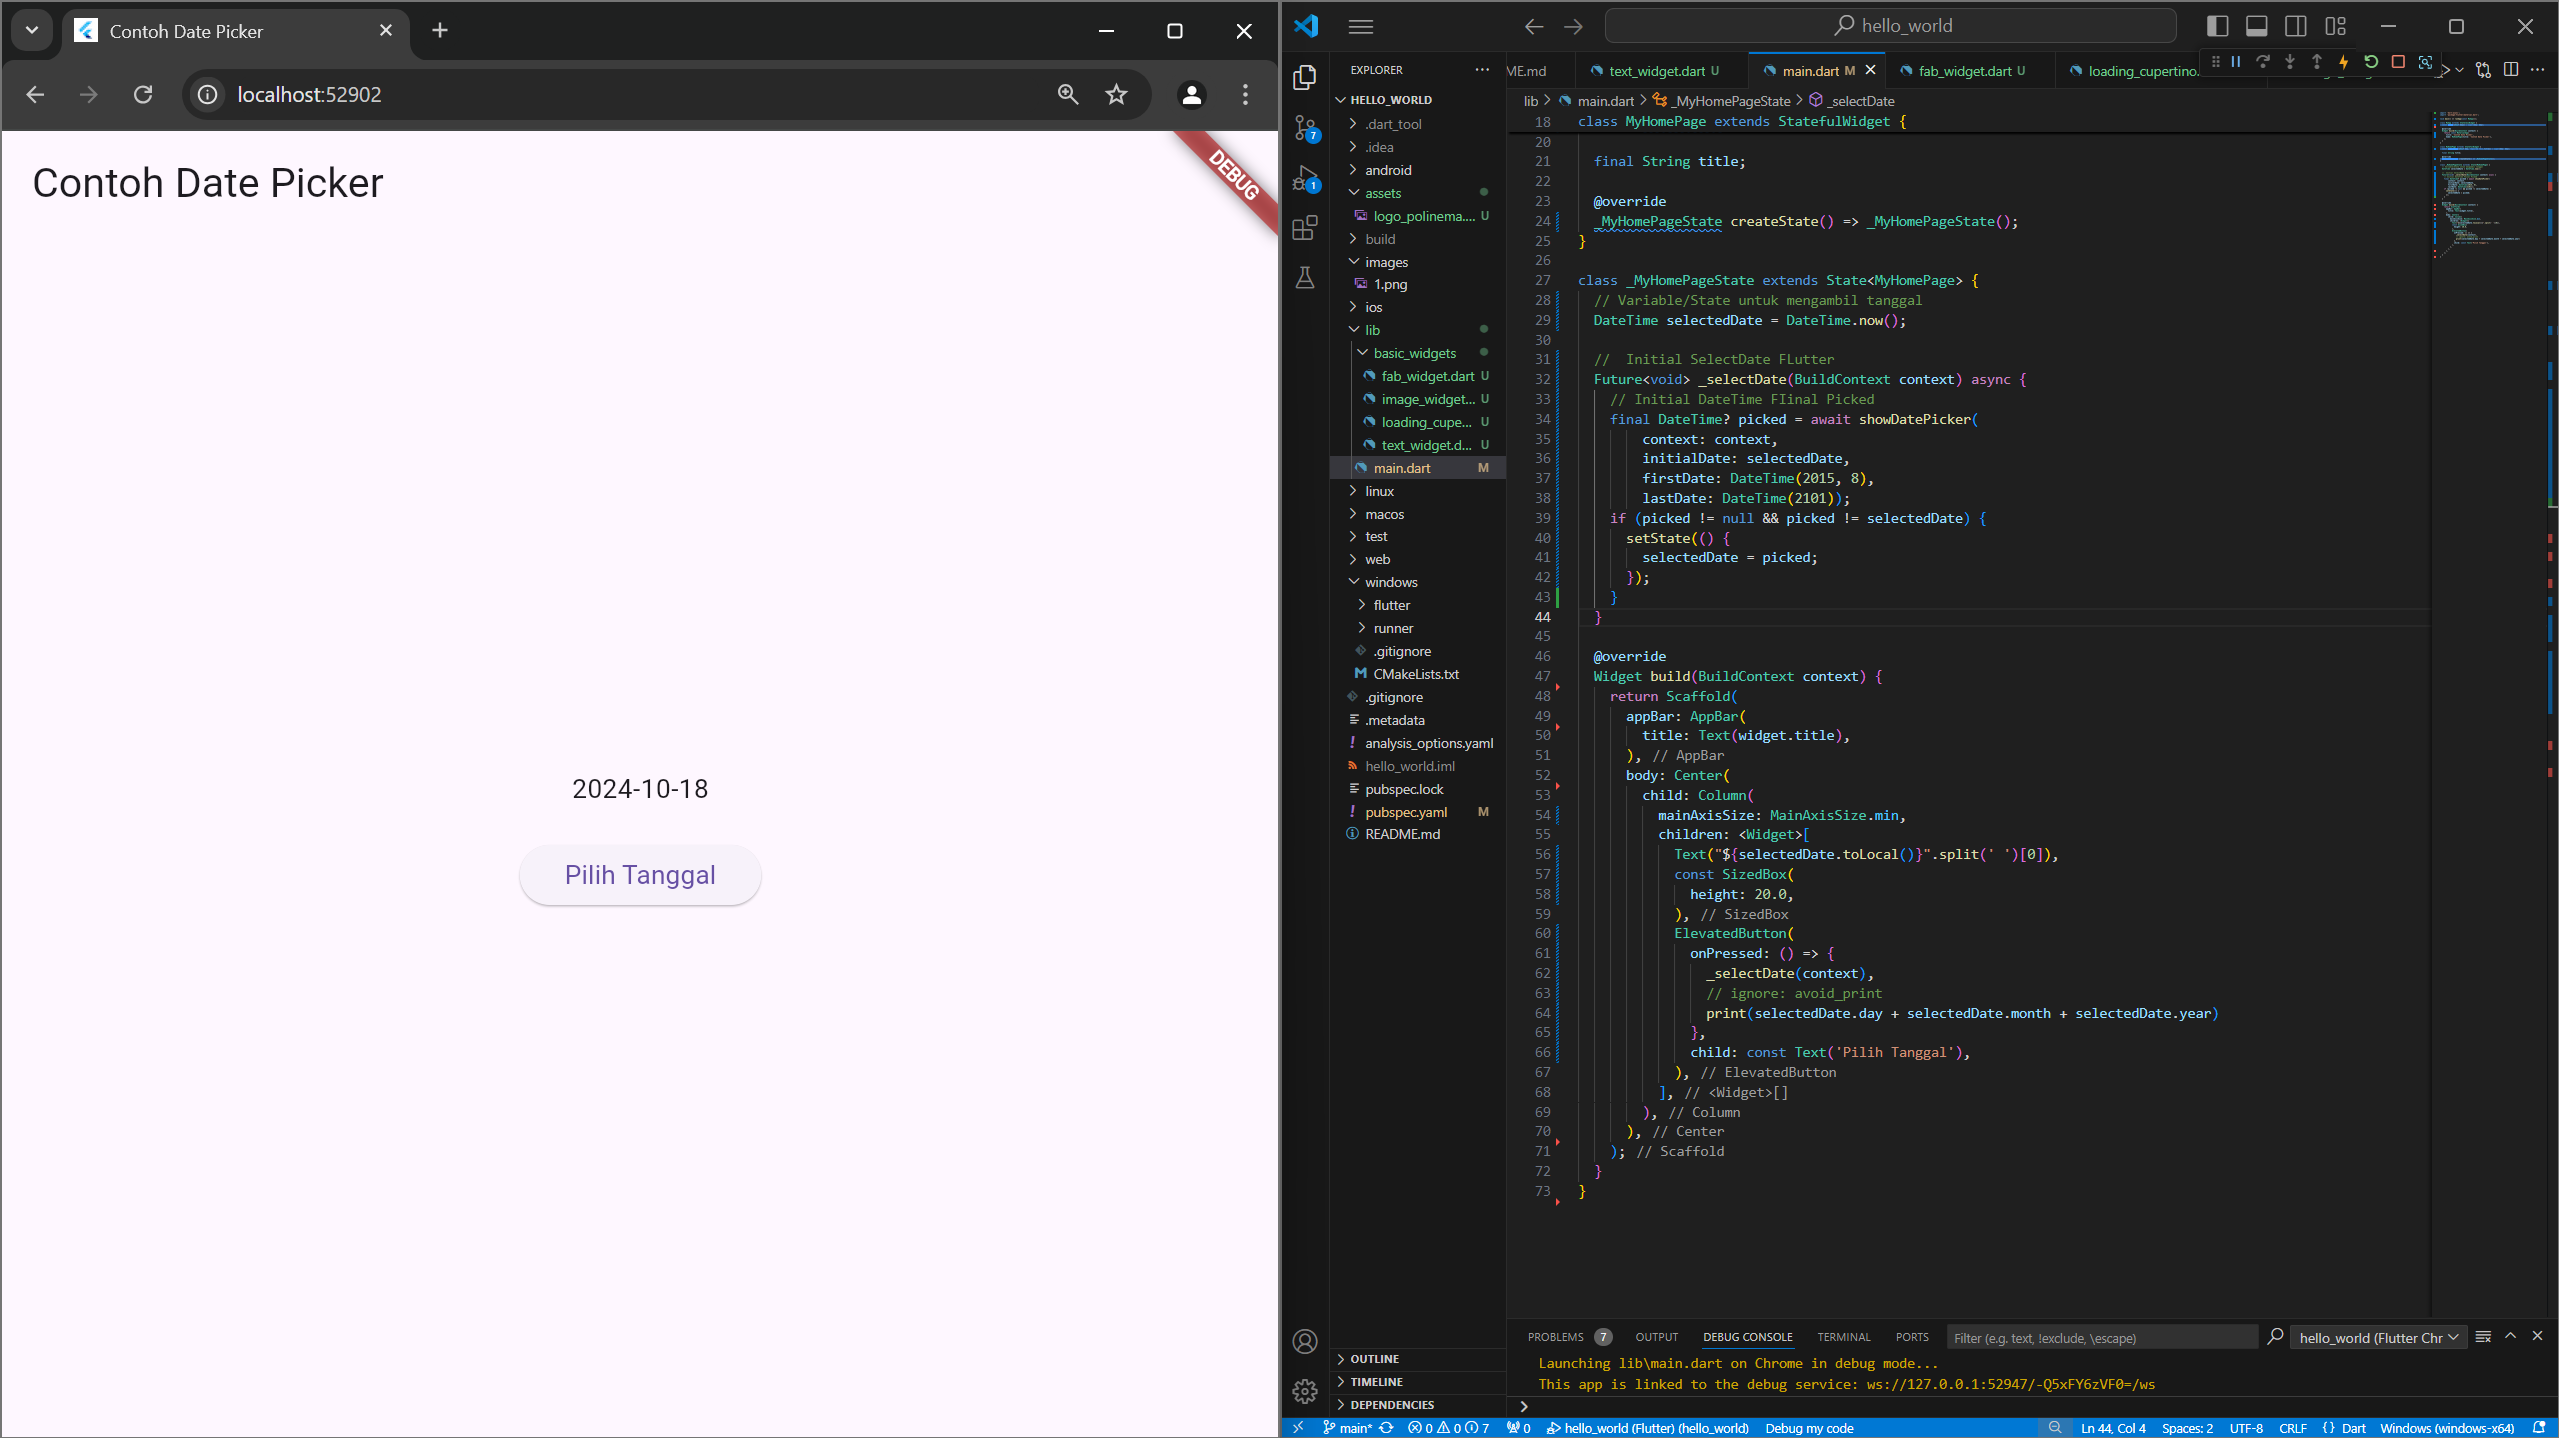 Contoh Date Picker
localhost:52902
Contoh Date Picker
DEBUG
2024-10-18
Pilih Tanggal
hello_world
EXPLORER
HELLO_WORLD
.dart_tool
.idea
android
assets
logo_polinema.... U
build
images
1.png
ios
lib
basic_widgets
fab_widget.dart U
image_widget... U
loading_cupe... U
text_widget.d... U
main.dart M
linux
macos
test
web
windows
flutter
runner
.gitignore
CMakeLists.txt
.gitignore
.metadata
analysis_options.yaml
hello_world.iml
pubspec.lock
pubspec.yaml M
README.md
OUTLINE
TIMELINE
DEPENDENCIES
ME.md
text_widget.dart U
main.dart M
fab_widget.dart U
loading_cupertino.
lib > main.dart > _MyHomePageState > _selectDate
18 class MyHomePage extends StatefulWidget {
20
21 final String title;
22
23 @override
24 _MyHomePageState createState() => _MyHomePageState();
25 }
26
27 class _MyHomePageState extends State<MyHomePage> {
28 // Variable/State untuk mengambil tanggal
29 DateTime selectedDate = DateTime.now();
30
31 //  Initial SelectDate FLutter
32 Future<void> _selectDate(BuildContext context) async {
33 // Initial DateTime FIinal Picked
34 final DateTime? picked = await showDatePicker(
35 context: context,
36 initialDate: selectedDate,
37 firstDate: DateTime(2015, 8),
38 lastDate: DateTime(2101));
39 if (picked != null && picked != selectedDate) {
40 setState(() {
41 selectedDate = picked;
42 });
43 }
44 }
45
46 @override
47 Widget build(BuildContext context) {
48 return Scaffold(
49 appBar: AppBar(
50 title: Text(widget.title),
51 ), // AppBar
52 body: Center(
53 child: Column(
54 mainAxisSize: MainAxisSize.min,
55 children: <Widget>[
56 Text("${selectedDate.toLocal()}".split(' ')[0]),
57 const SizedBox(
58 height: 20.0,
59 ), // SizedBox
60 ElevatedButton(
61 onPressed: () => {
62 _selectDate(context),
63 // ignore: avoid_print
64 print(selectedDate.day + selectedDate.month + selectedDate.year)
65 },
66 child: const Text('Pilih Tanggal'),
67 ), // ElevatedButton
68 ], // <Widget>[]
69 ), // Column
70 ), // Center
71 ); // Scaffold
72 }
73 }
PROBLEMS 7 OUTPUT DEBUG CONSOLE TERMINAL PORTS Filter (e.g. text, !exclude, \escape) hello_world (Flutter Chr
Launching lib\main.dart on Chrome in debug mode...
This app is linked to the debug service: ws://127.0.0.1:52947/-Q5xFY6zVF0=/ws
main* 0 0 7 0 hello_world (Flutter) (hello_world) Debug my code Ln 44, Col 4 Spaces: 2 UTF-8 CRLF {} Dart Windows (windows-x64)